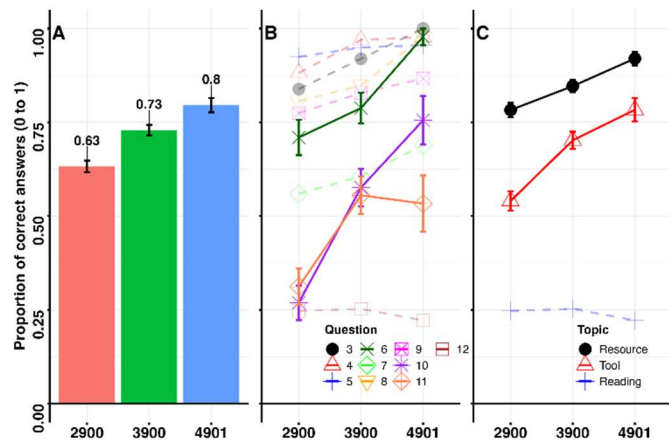 A
B
C
Proportion of correct answers (0 to 1)
1.00
0.75
0.50
0.25
0.00
0.63
0.73
0.8
2900
3900
4901
Question
3 6 9 12
4 7 10
5 8 11
2900
3900
4901
Topic
Resource
Tool
Reading
2900
3900
4901